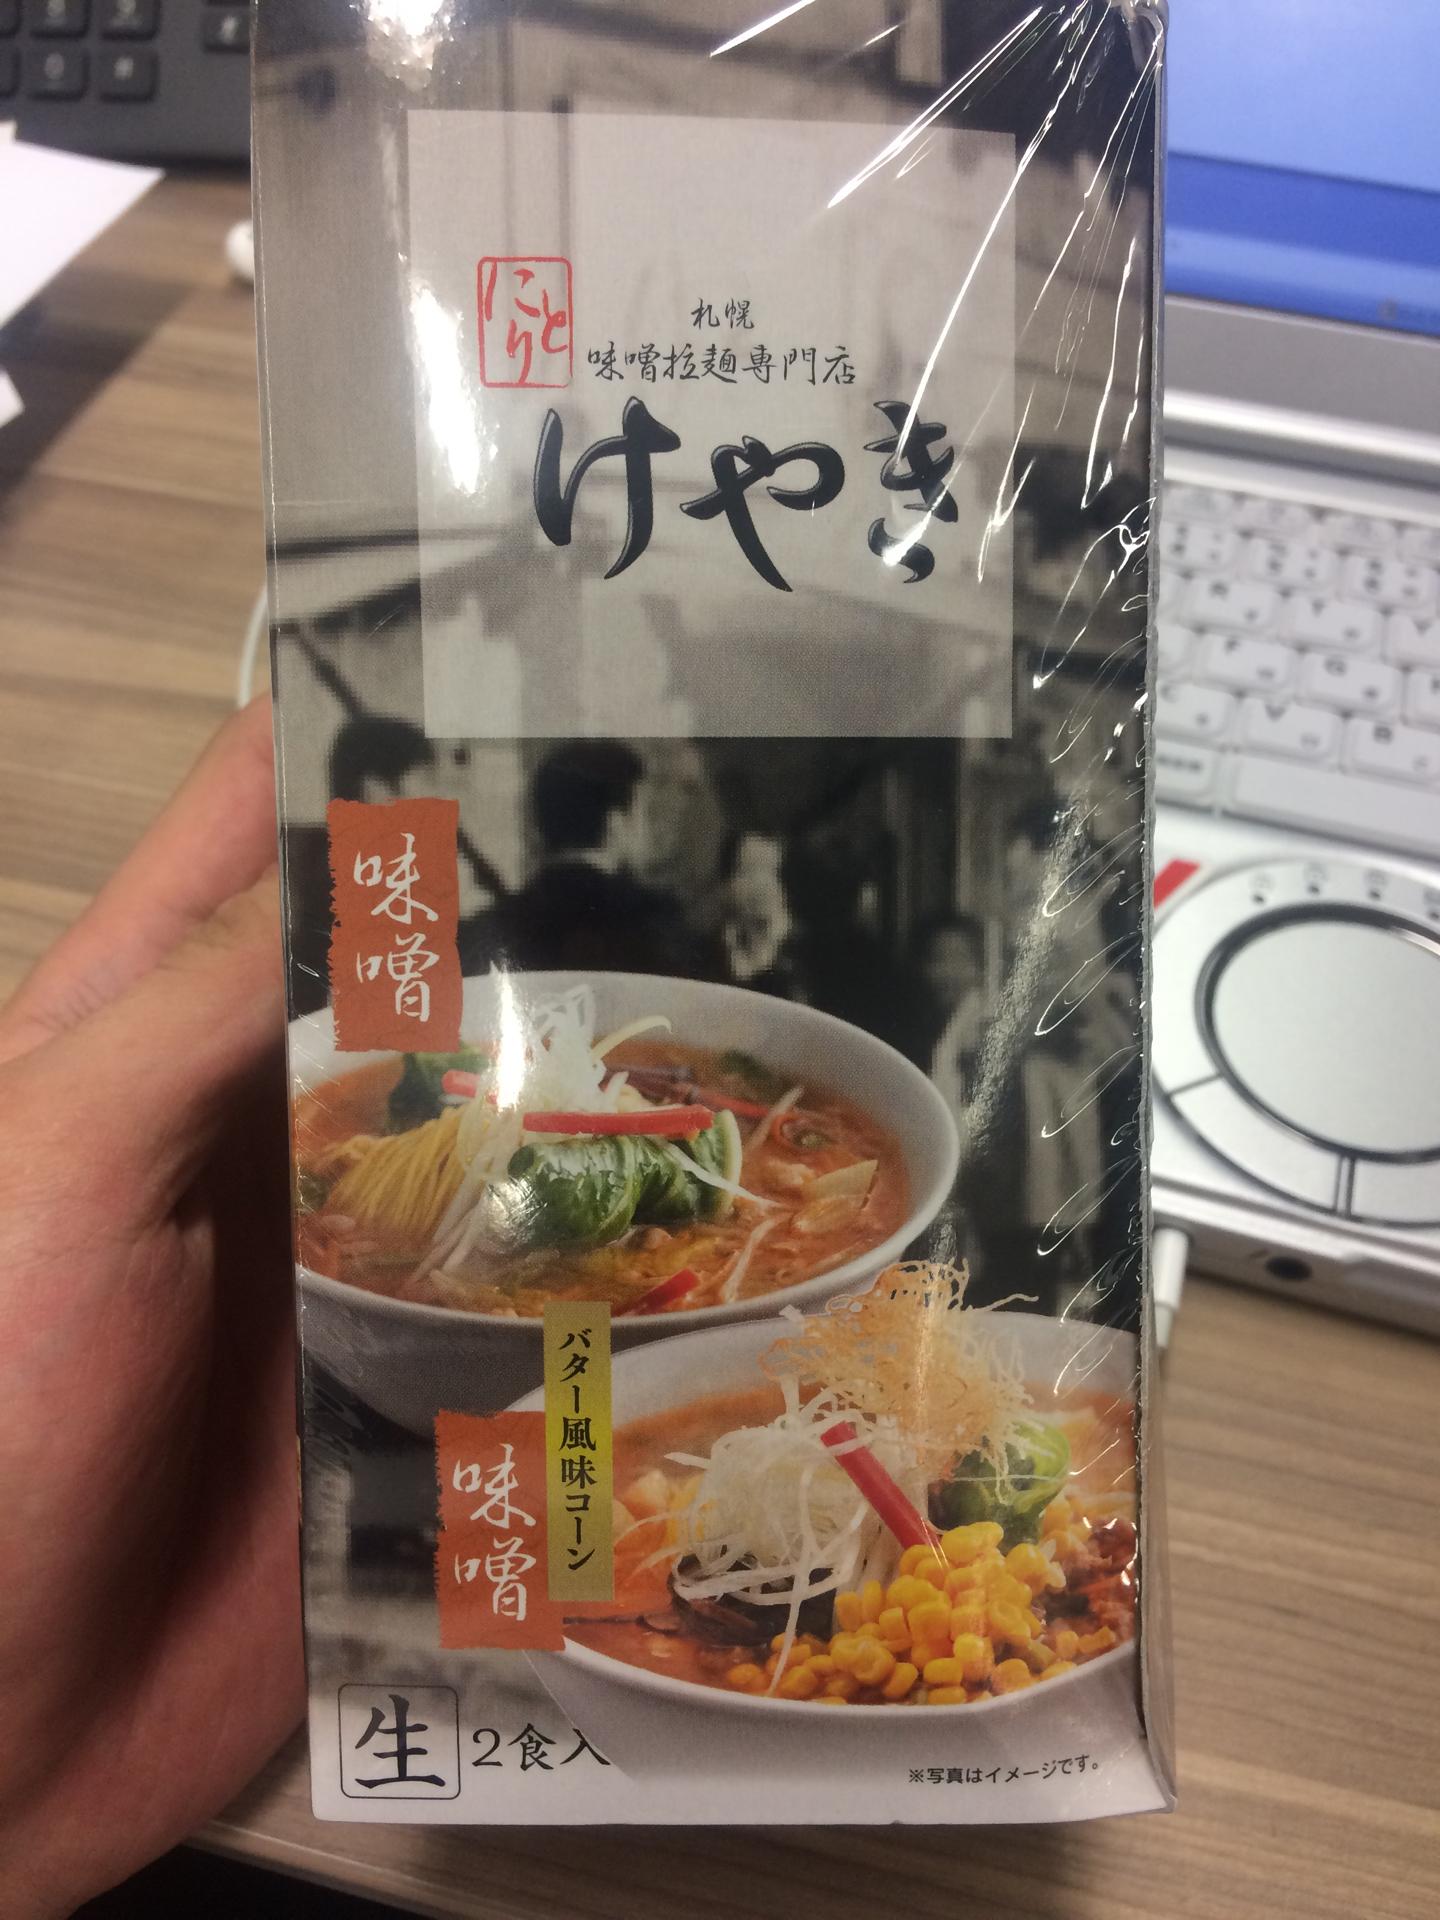 にとり
札幌
味噌拉麺専門店
けやき
味噌
バター風味コーン
味噌
生
2食入
※写真はイメージです。